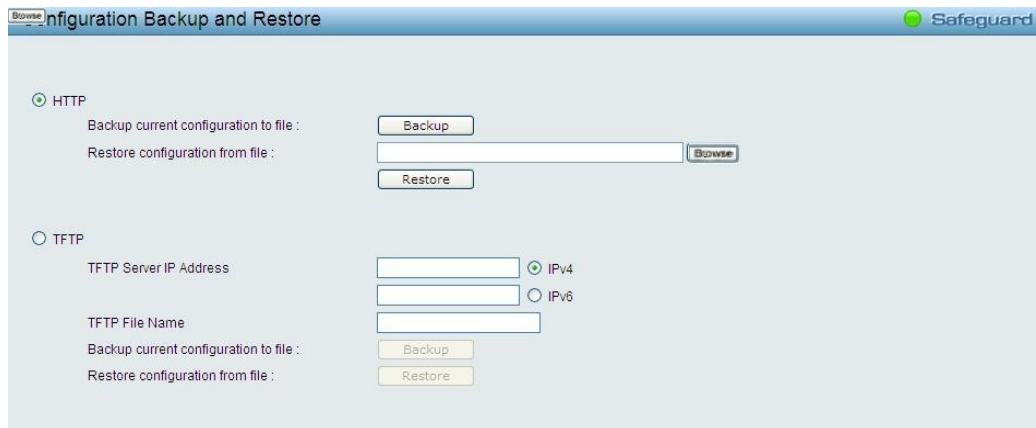 Browse nfiguration Backup and Restore Safeguard
HTTP
Backup current configuration to file : Backup
Restore configuration from file : Browse
Restore
TFTP
TFTP Server IP Address IPv4
IPv6
TFTP File Name
Backup current configuration to file : Backup
Restore configuration from file : Restore